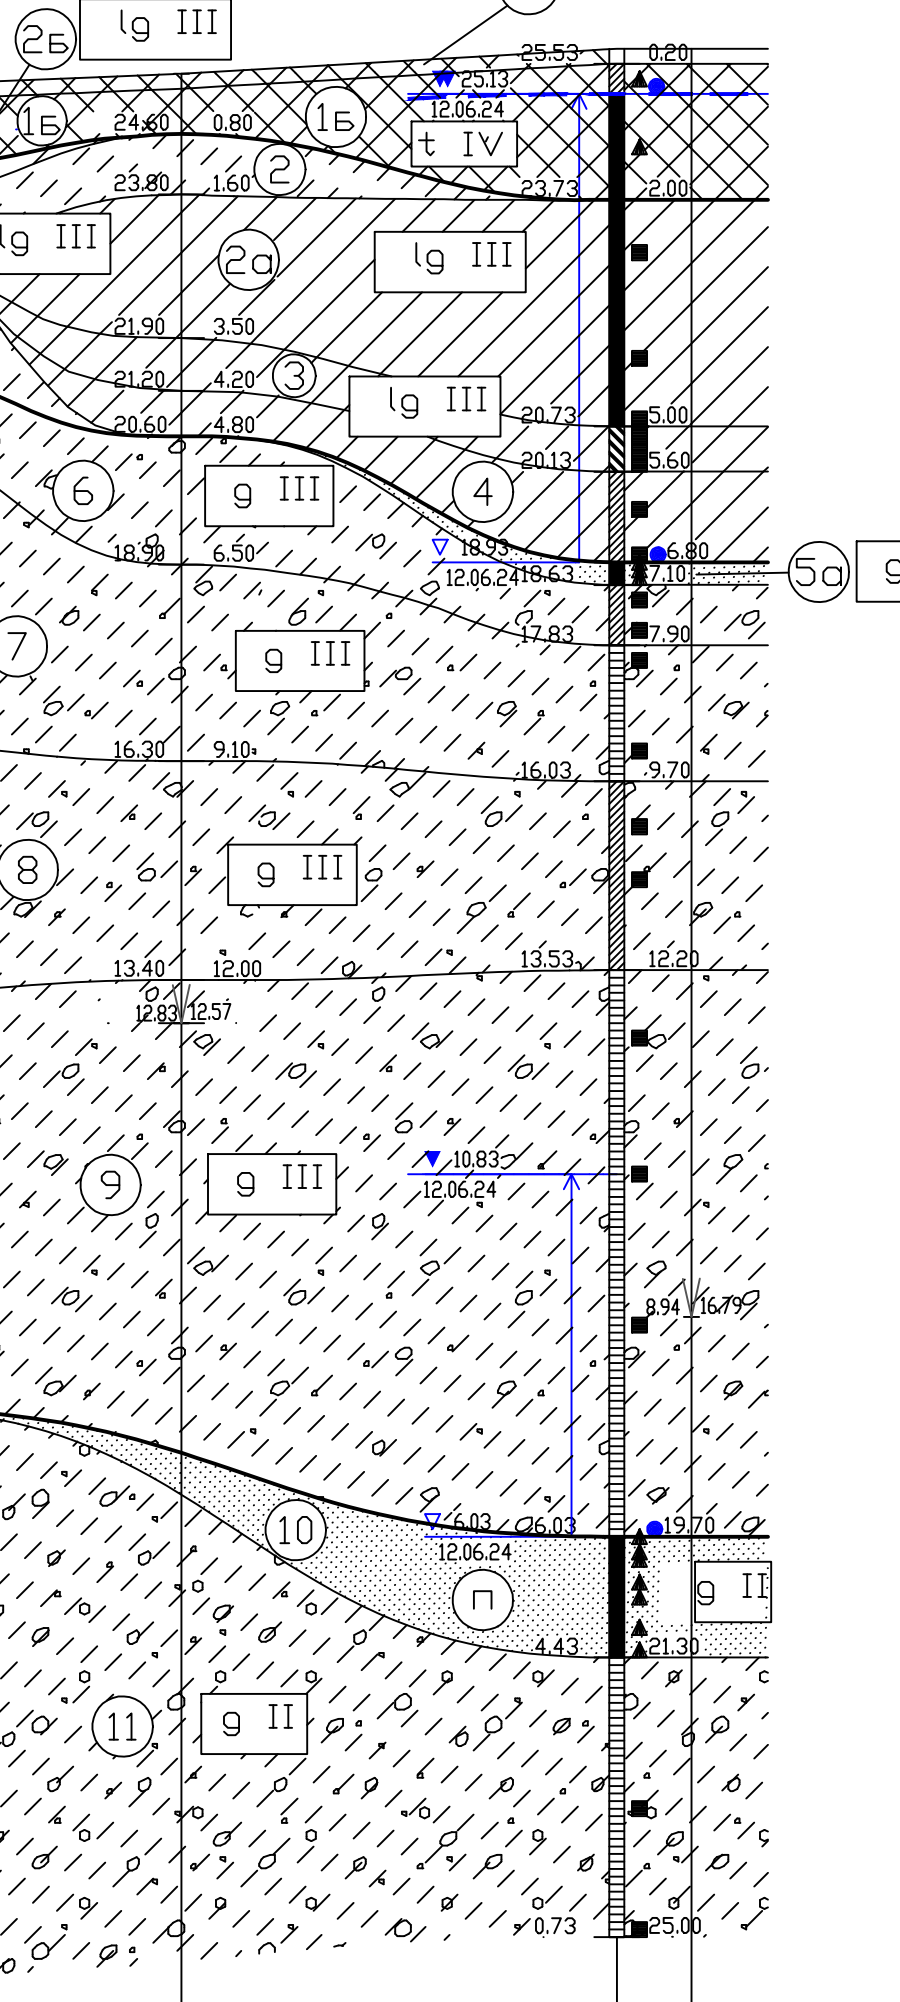 2Б
lg III
25.53 0.20
25.13
12.06.24
1Б
24.60 0.80
1Б
t IV
2
23.80 1.60
23.73 2.00
lg III
2а
lg III
21.90 3.50
21.20 4.20
3
lg III
20.73 5.00
20.60 4.80
20.13 5.60
6
g III
4
18.93 6.80
18.90 6.50
12.06.24 18.63 7.10
5а
g
7
17.83 7.90
g III
16.30 9.10
16.03 9.70
8
g III
13.40 12.00
13.53 12.20
12.83 12.57
9
g III
10.83
12.06.24
8.94 16.79
10
6.03 6.03 19.70
12.06.24
п
g II
4.43 21.30
11
g II
0.73 25.00